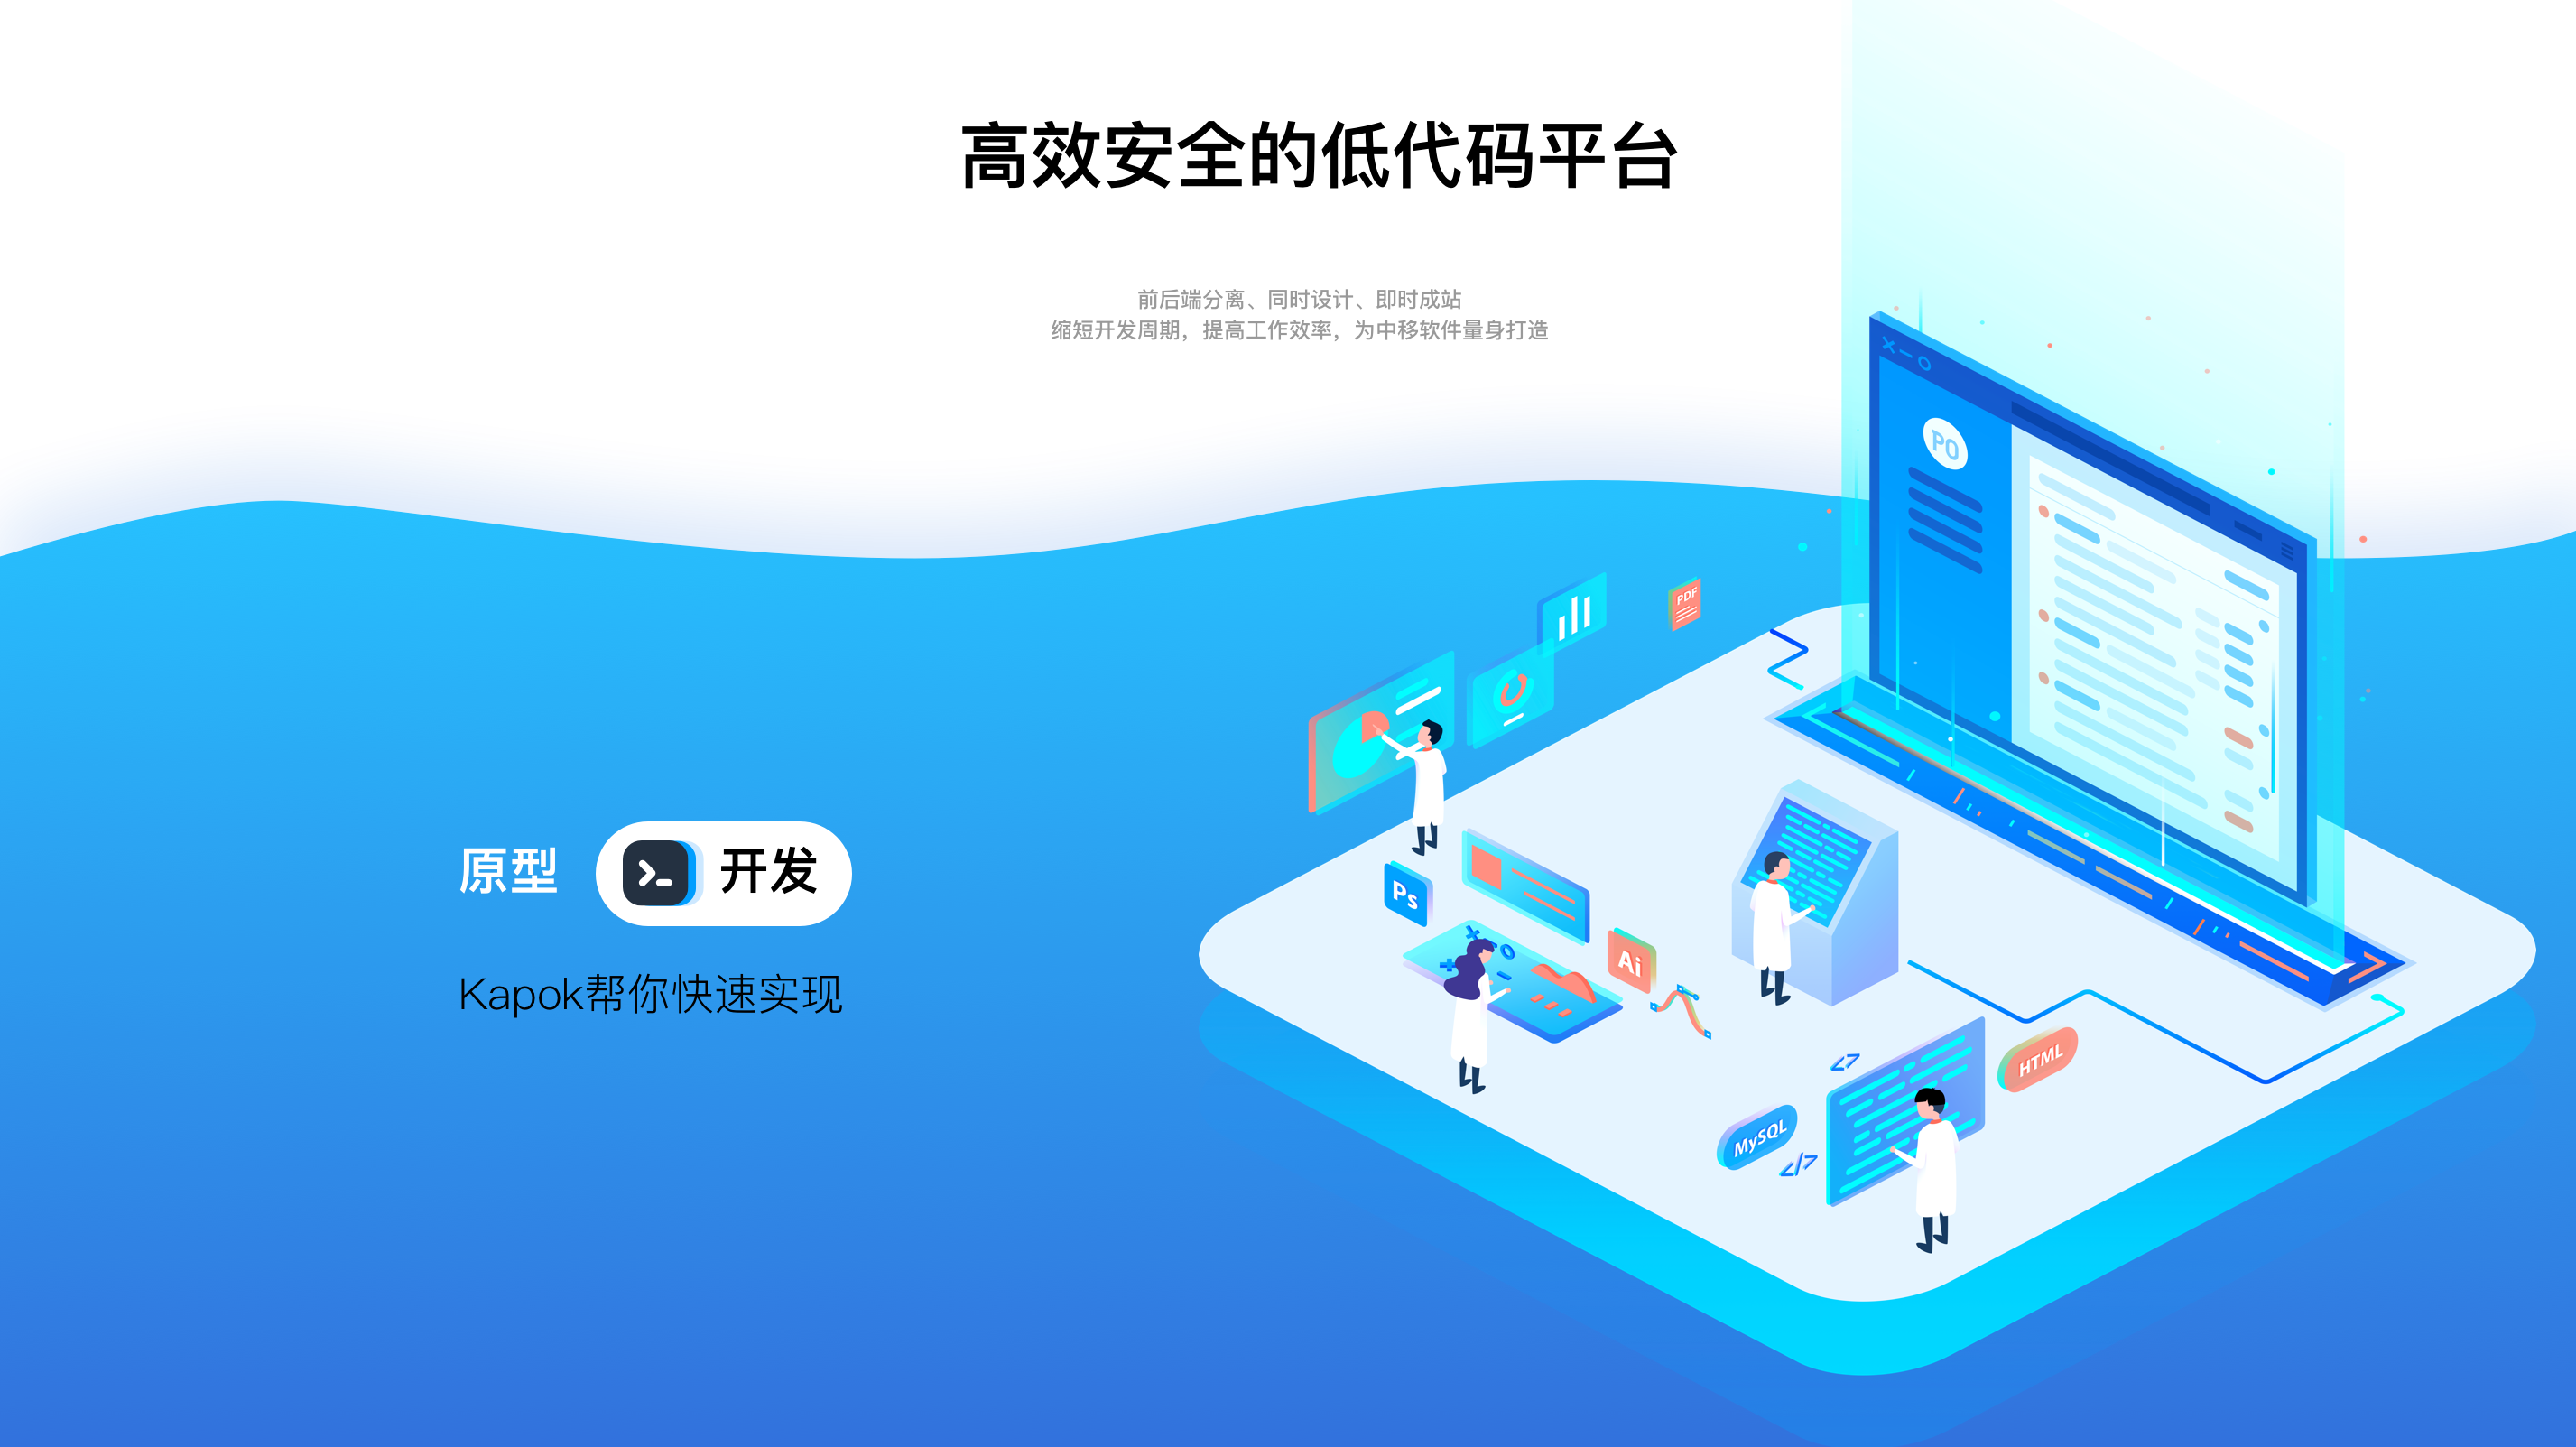 高效安全的低代码平台
前后端分离、同时设计、即时成站
缩短开发周期，提高工作效率，为中移软件量身打造
原型 开发
Kapok帮你快速实现
PO
PDF
Ps
Ai
HTML
MySQL
<>
</>